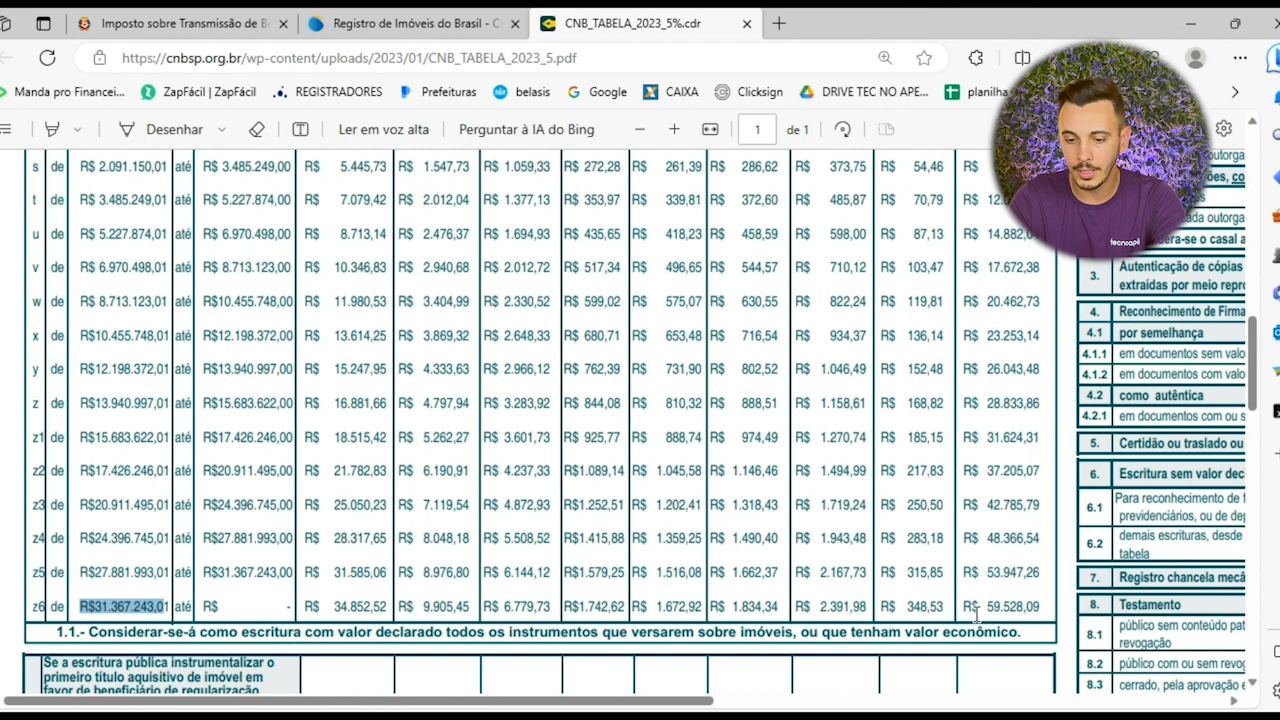 Imposto sobre Transmissão de Be
Registro de Imóveis do Brasil - C
CNB_TABELA_2023_5%.cdr
https://cnbsp.org.br/wp-content/uploads/2023/01/CNB_TABELA_2023_5.pdf
Manda pro Financei... ZapFácil | ZapFácil REGISTRADORES Prefeituras belasis Google CAIXA Clicksign DRIVE TEC NO APE... planilha
Desenhar Ler em voz alta Perguntar à IA do Bing 1 de 1
s de R$ 2.091.150,01 até R$ 3.485.249,00 R$ 5.445,73 R$ 1.547,73 R$ 1.059,33 R$ 272,28 R$ 261,39 R$ 286,62 R$ 373,75 R$ 54,46 R$
t de R$ 3.485.249,01 até R$ 5.227.874,00 R$ 7.079,42 R$ 2.012,04 R$ 1.377,13 R$ 353,97 R$ 339,81 R$ 372,60 R$ 485,87 R$ 70,79 R$
u de R$ 5.227.874,01 até R$ 6.970.498,00 R$ 8.713,14 R$ 2.476,37 R$ 1.694,93 R$ 435,65 R$ 418,23 R$ 458,59 R$ 598,00 R$ 87,13 R$ 14.882,0
v de R$ 6.970.498,01 até R$ 8.713.123,00 R$ 10.346,83 R$ 2.940,68 R$ 2.012,72 R$ 517,34 R$ 496,65 R$ 544,57 R$ 710,12 R$ 103,47 R$ 17.672,38
w de R$ 8.713.123,01 até R$10.455.748,00 R$ 11.980,53 R$ 3.404,99 R$ 2.330,52 R$ 599,02 R$ 575,07 R$ 630,55 R$ 822,24 R$ 119,81 R$ 20.462,73
x de R$10.455.748,01 até R$12.198.372,00 R$ 13.614,25 R$ 3.869,32 R$ 2.648,33 R$ 680,71 R$ 653,48 R$ 716,54 R$ 934,37 R$ 136,14 R$ 23.253,14
y de R$12.198.372,01 até R$13.940.997,00 R$ 15.247,95 R$ 4.333,63 R$ 2.966,12 R$ 762,39 R$ 731,90 R$ 802,52 R$ 1.046,49 R$ 152,48 R$ 26.043,48
z de R$13.940.997,01 até R$15.683.622,00 R$ 16.881,66 R$ 4.797,94 R$ 3.283,92 R$ 844,08 R$ 810,32 R$ 888,51 R$ 1.158,61 R$ 168,82 R$ 28.833,86
z1 de R$15.683.622,01 até R$17.426.246,00 R$ 18.515,42 R$ 5.262,27 R$ 3.601,73 R$ 925,77 R$ 888,74 R$ 974,49 R$ 1.270,74 R$ 185,15 R$ 31.624,31
z2 de R$17.426.246,01 até R$20.911.495,00 R$ 21.782,83 R$ 6.190,91 R$ 4.237,33 R$1.089,14 R$ 1.045,58 R$ 1.146,46 R$ 1.494,99 R$ 217,83 R$ 37.205,07
z3 de R$20.911.495,01 até R$24.396.745,00 R$ 25.050,23 R$ 7.119,54 R$ 4.872,93 R$1.252,51 R$ 1.202,41 R$ 1.318,43 R$ 1.719,24 R$ 250,50 R$ 42.785,79
z4 de R$24.396.745,01 até R$27.881.993,00 R$ 28.317,65 R$ 8.048,18 R$ 5.508,52 R$1.415,88 R$ 1.359,25 R$ 1.490,40 R$ 1.943,48 R$ 283,18 R$ 48.366,54
z5 de R$27.881.993,01 até R$31.367.243,00 R$ 31.585,06 R$ 8.976,80 R$ 6.144,12 R$1.579,25 R$ 1.516,08 R$ 1.662,37 R$ 2.167,73 R$ 315,85 R$ 53.947,26
z6 de R$31.367.243,01 até R$ - R$ 34.852,52 R$ 9.905,45 R$ 6.779,73 R$1.742,62 R$ 1.672,92 R$ 1.834,34 R$ 2.391,98 R$ 348,53 R$ 59.528,09
1.1.- Considerar-se-á como escritura com valor declarado todos os instrumentos que versarem sobre imóveis, ou que tenham valor econômico.
Se a escritura pública instrumentalizar o
primeiro título aquisitivo de imóvel em
favor de beneficiário de regularização
outorga
ões, co
ada outorga
era-se o casal a
3. Autenticação de cópias
extraídas por meio repro
4. Reconhecimento de Firma
4.1 por semelhança
4.1.1 em documentos sem valo
4.1.2 em documentos com valo
4.2 como autêntica
4.2.1 em documentos com ou s
5. Certidão ou traslado ou
6. Escritura sem valor decl
6.1 Para reconhecimento de f
previdenciários, ou de dep
6.2 demais escrituras, desde
tabela
7. Registro chancela mecâ
8. Testamento
8.1 público sem conteúdo pat
revogação
8.2 público com ou sem revog
8.3 cerrado, pela aprovação e
tecnoapê